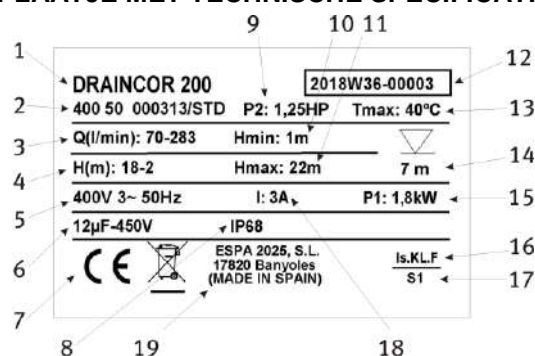 PLAATJE MET TECHNISCHE SPECIFICAT
9 10 11
1 DRAINCOR 200 2018W36-00003 12
2 400 50 000313/STD P2: 1,25HP Tmax: 40ºC 13
3 Q(l/min): 70-283 Hmin: 1m
4 H(m): 18-2 Hmax: 22m 7 m 14
5 400V 3~ 50Hz I: 3A P1: 1,8kW 15
6 12µF-450V IP68
7 CE ESPA 2025, S.L. Is.KL.F 16
17820 Banyoles
(MADE IN SPAIN) S1 17
8 19 18